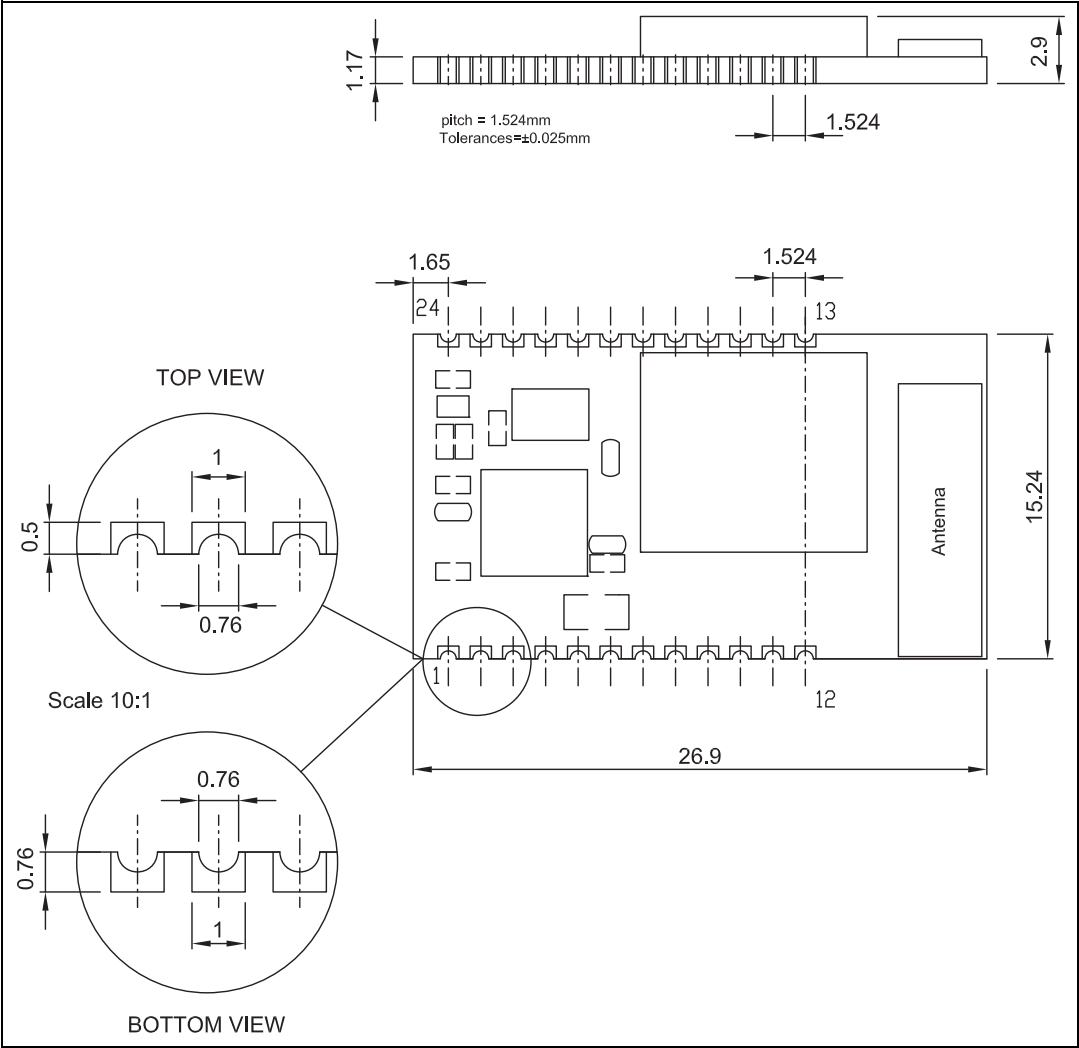 1.17
2.9
pitch = 1.524mm
Tolerances=±0.025mm
1.524
1.65
1.524
24
13
TOP VIEW
1
0.5
0.76
15.24
Antenna
1
12
Scale 10:1
26.9
0.76
0.76
1
BOTTOM VIEW